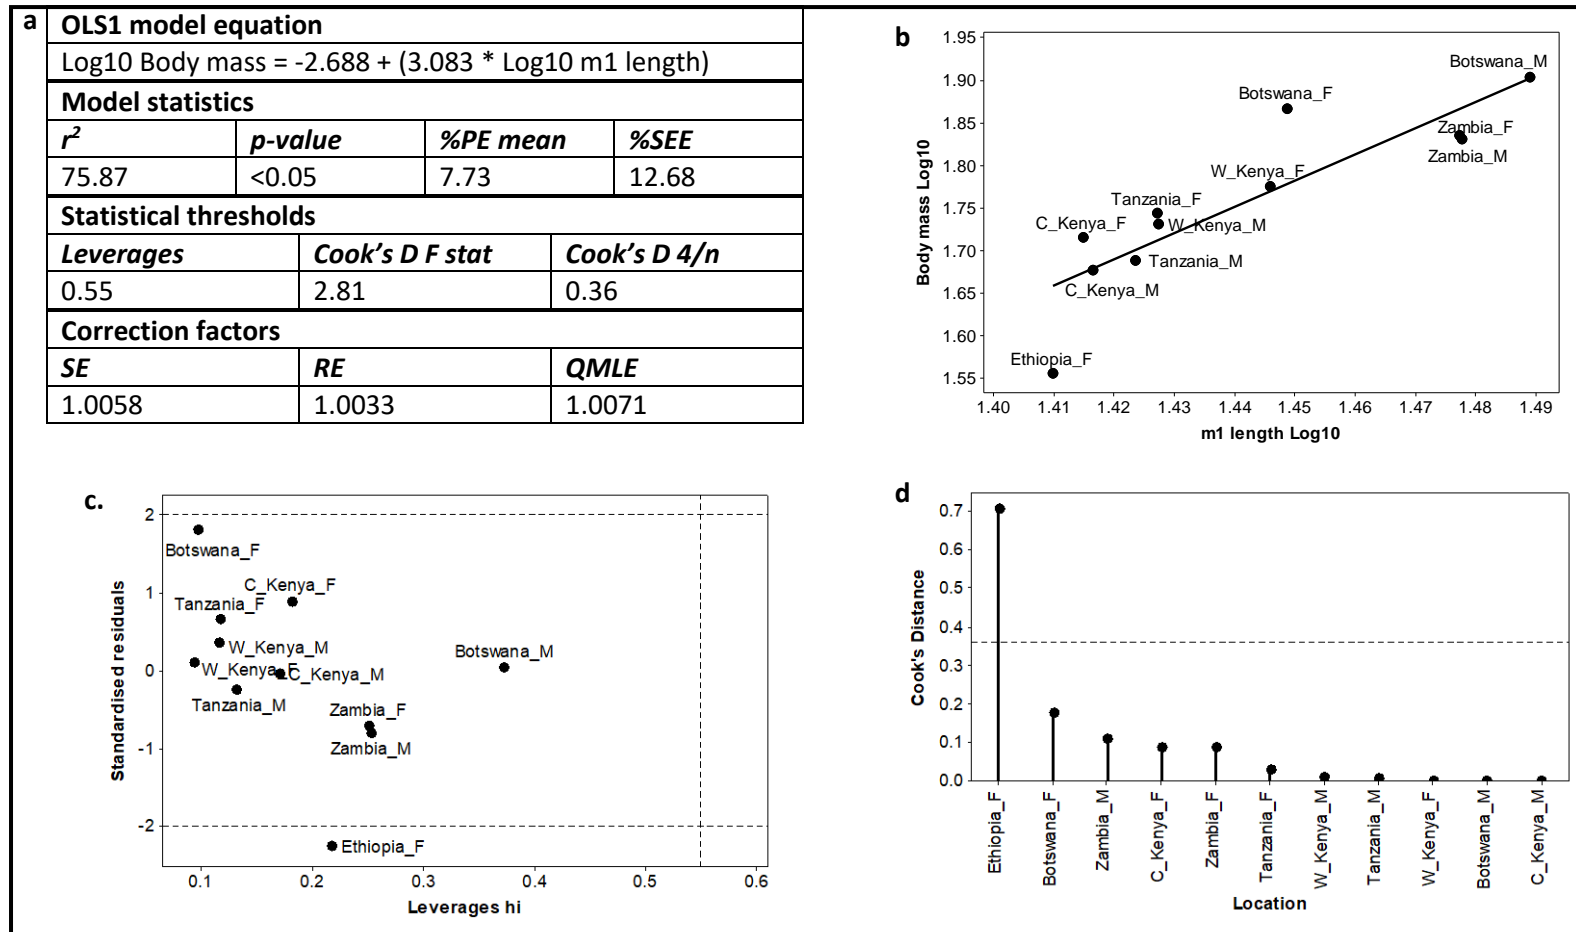 a
OLS1 model equation
Log10 Body mass = -2.688 + (3.083 * Log10 m1 length)
Model statistics
r² p-value %PE mean %SEE
75.87 <0.05 7.73 12.68
Statistical thresholds
Leverages Cook's D F stat Cook's D 4/n
0.55 2.81 0.36
Correction factors
SE RE QMLE
1.0058 1.0033 1.0071
b
Body mass Log10
1.95
1.90
1.85
1.80
1.75
1.70
1.65
1.60
1.55
Botswana_M
Botswana_F
Zambia_F
Zambia_M
W_Kenya_F
Tanzania_F
C_Kenya_F
W_Kenya_M
Tanzania_M
C_Kenya_M
Ethiopia_F
1.40 1.41 1.42 1.43 1.44 1.45 1.46 1.47 1.48 1.49
m1 length Log10
c.
Standardised residuals
2
1
0
-1
-2
Botswana_F
C_Kenya_F
Tanzania_F
W_Kenya_M
Botswana_M
W_Kenya_F
C_Kenya_M
Tanzania_M
Zambia_F
Zambia_M
Ethiopia_F
0.1 0.2 0.3 0.4 0.5 0.6
Leverages hi
d
Cook's Distance
0.7
0.6
0.5
0.4
0.3
0.2
0.1
0.0
Ethiopia_F
Botswana_F
Zambia_M
C_Kenya_F
Zambia_F
Tanzania_F
W_Kenya_M
Tanzania_M
W_Kenya_F
Botswana_M
C_Kenya_M
Location